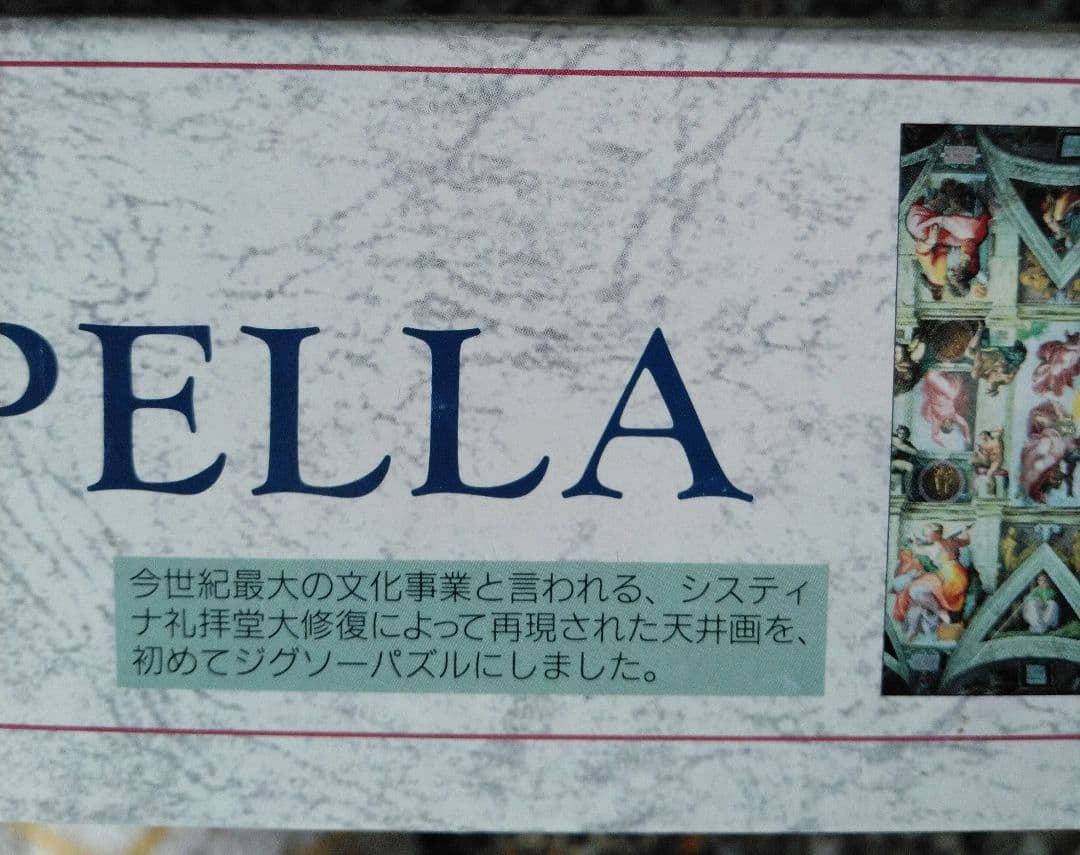 PELLA
今世紀最大の文化事業と言われる、システィ
ナ礼拝堂大修復によって再現された天井画を、
初めてジグソーパズルにしました。